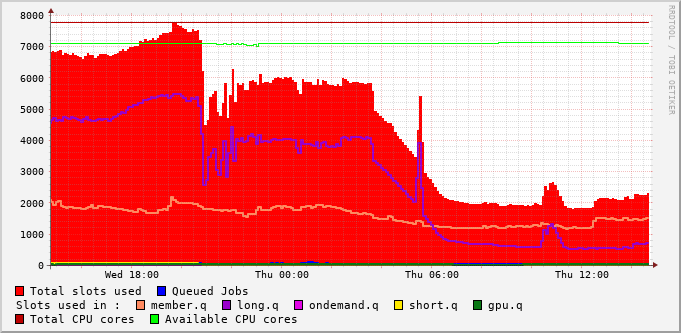 8000
7000
6000
5000
4000
3000
2000
1000
0
Wed 18:00 Thu 00:00 Thu 06:00 Thu 12:00
RRDTOOL / TOBI OETIKER
Total slots used Queued Jobs
Slots used in : member.q long.q ondemand.q short.q gpu.q
Total CPU cores Available CPU cores